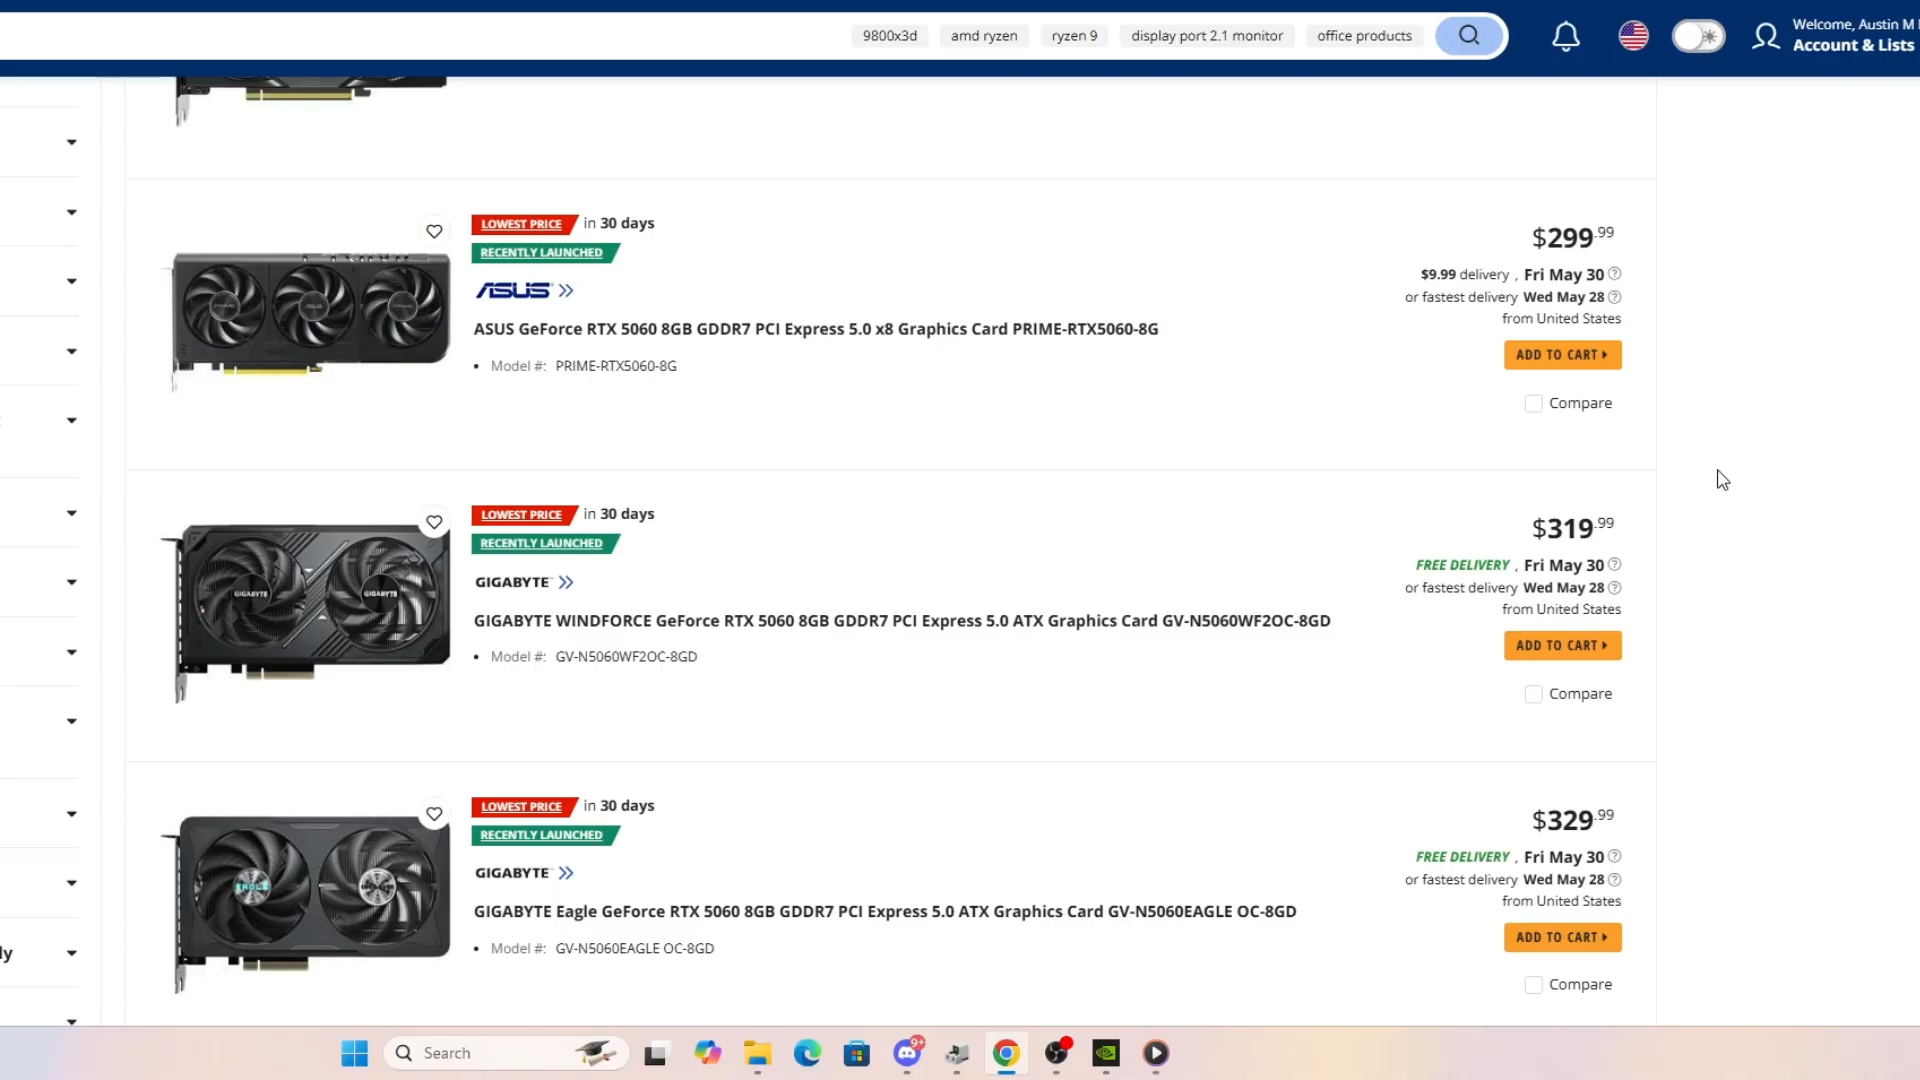 9800x3d
amd ryzen
ryzen 9
display port 2.1 monitor
office products
Welcome, Austin M
Account & Lists
LOWEST PRICE in 30 days
RECENTLY LAUNCHED
ASUS
ASUS GeForce RTX 5060 8GB GDDR7 PCI Express 5.0 x8 Graphics Card PRIME-RTX5060-8G
Model #: PRIME-RTX5060-8G
$299.99
$9.99 delivery , Fri May 30
or fastest delivery Wed May 28
from United States
ADD TO CART
Compare
GIGABYTE
GIGABYTE
LOWEST PRICE in 30 days
RECENTLY LAUNCHED
GIGABYTE
GIGABYTE WINDFORCE GeForce RTX 5060 8GB GDDR7 PCI Express 5.0 ATX Graphics Card GV-N5060WF2OC-8GD
Model #: GV-N5060WF2OC-8GD
$319.99
FREE DELIVERY , Fri May 30
or fastest delivery Wed May 28
from United States
ADD TO CART
Compare
EAGLE
GIGABYTE
LOWEST PRICE in 30 days
RECENTLY LAUNCHED
GIGABYTE
GIGABYTE Eagle GeForce RTX 5060 8GB GDDR7 PCI Express 5.0 ATX Graphics Card GV-N5060EAGLE OC-8GD
Model #: GV-N5060EAGLE OC-8GD
$329.99
FREE DELIVERY , Fri May 30
or fastest delivery Wed May 28
from United States
ADD TO CART
Compare
ly
Search
9+